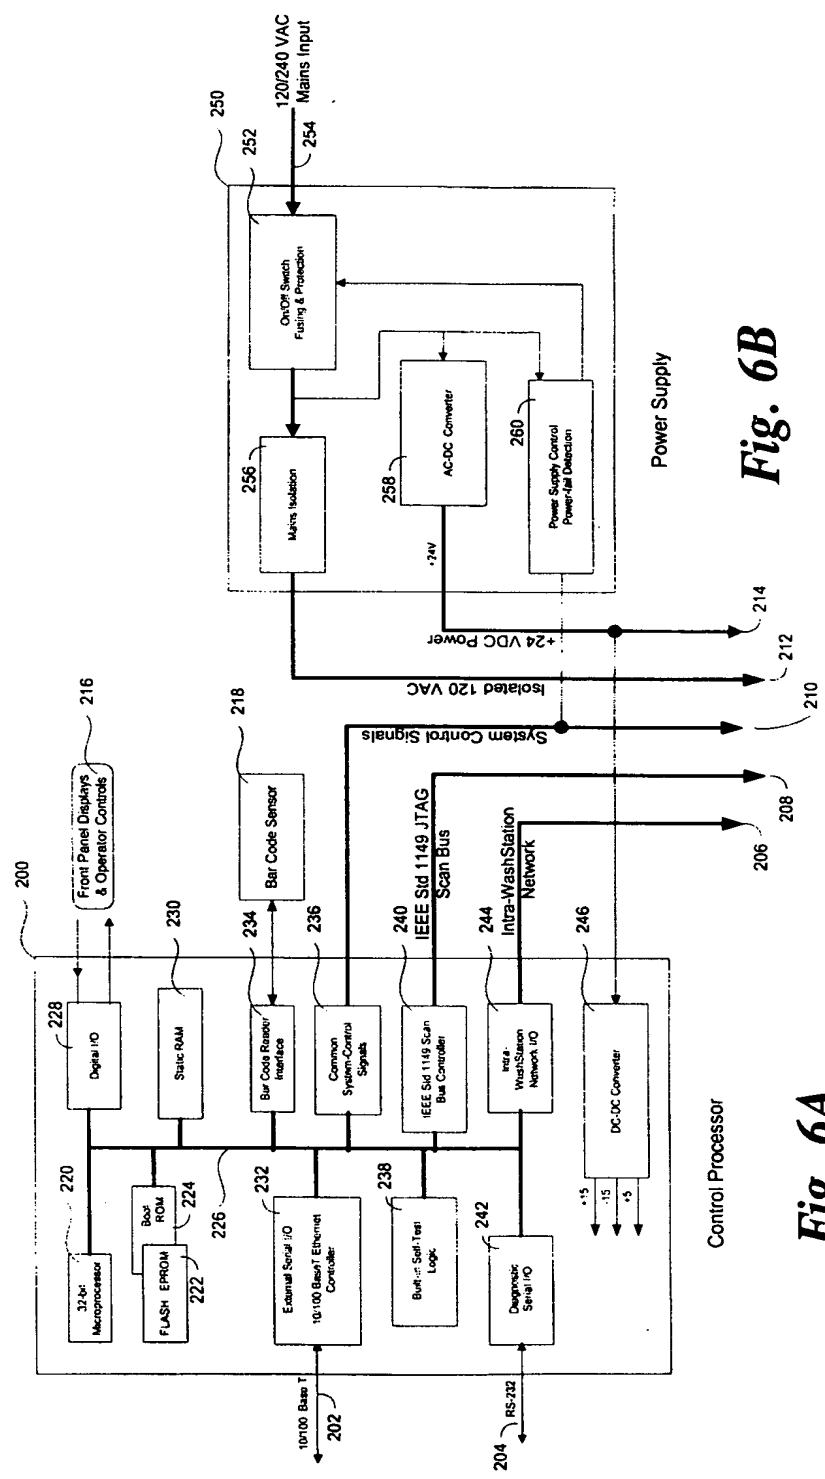 200
220
32-bit
Microprocessor
Boot
ROM
224
FLASH EPROM
222
226
228
Digital I/O
Front Panel Displays
& Operator Controls
216
230
Static RAM
232
External Serial I/O
10/100 BaseT Ethernet
Controller
10/100 Base T
202
234
Bar Code Reader
Interface
Bar Code Sensor
218
236
Common
System-Control
Signals
238
Built-in Self-Test
Logic
240
IEEE Std 1149 Scan
Bus Controller
IEEE Std 1149 JTAG
Scan Bus
242
Diagnostic
Serial I/O
RS-232
204
244
Intra-
WashStation
Network I/O
Intra-WashStation
Network
246
DC-DC Converter
+15
-15
+5
Control Processor
Fig. 6A
206
208
210
212
214
System Control Signals
Isolated 120 VAC
+24 VDC Power
250
252
On/Off Switch
Fusing & Protection
120/240 VAC
Mains Input
254
256
Mains Isolation
258
AC-DC Converter
+24V
260
Power Supply Control
Power-fail Detection
Power Supply
Fig. 6B